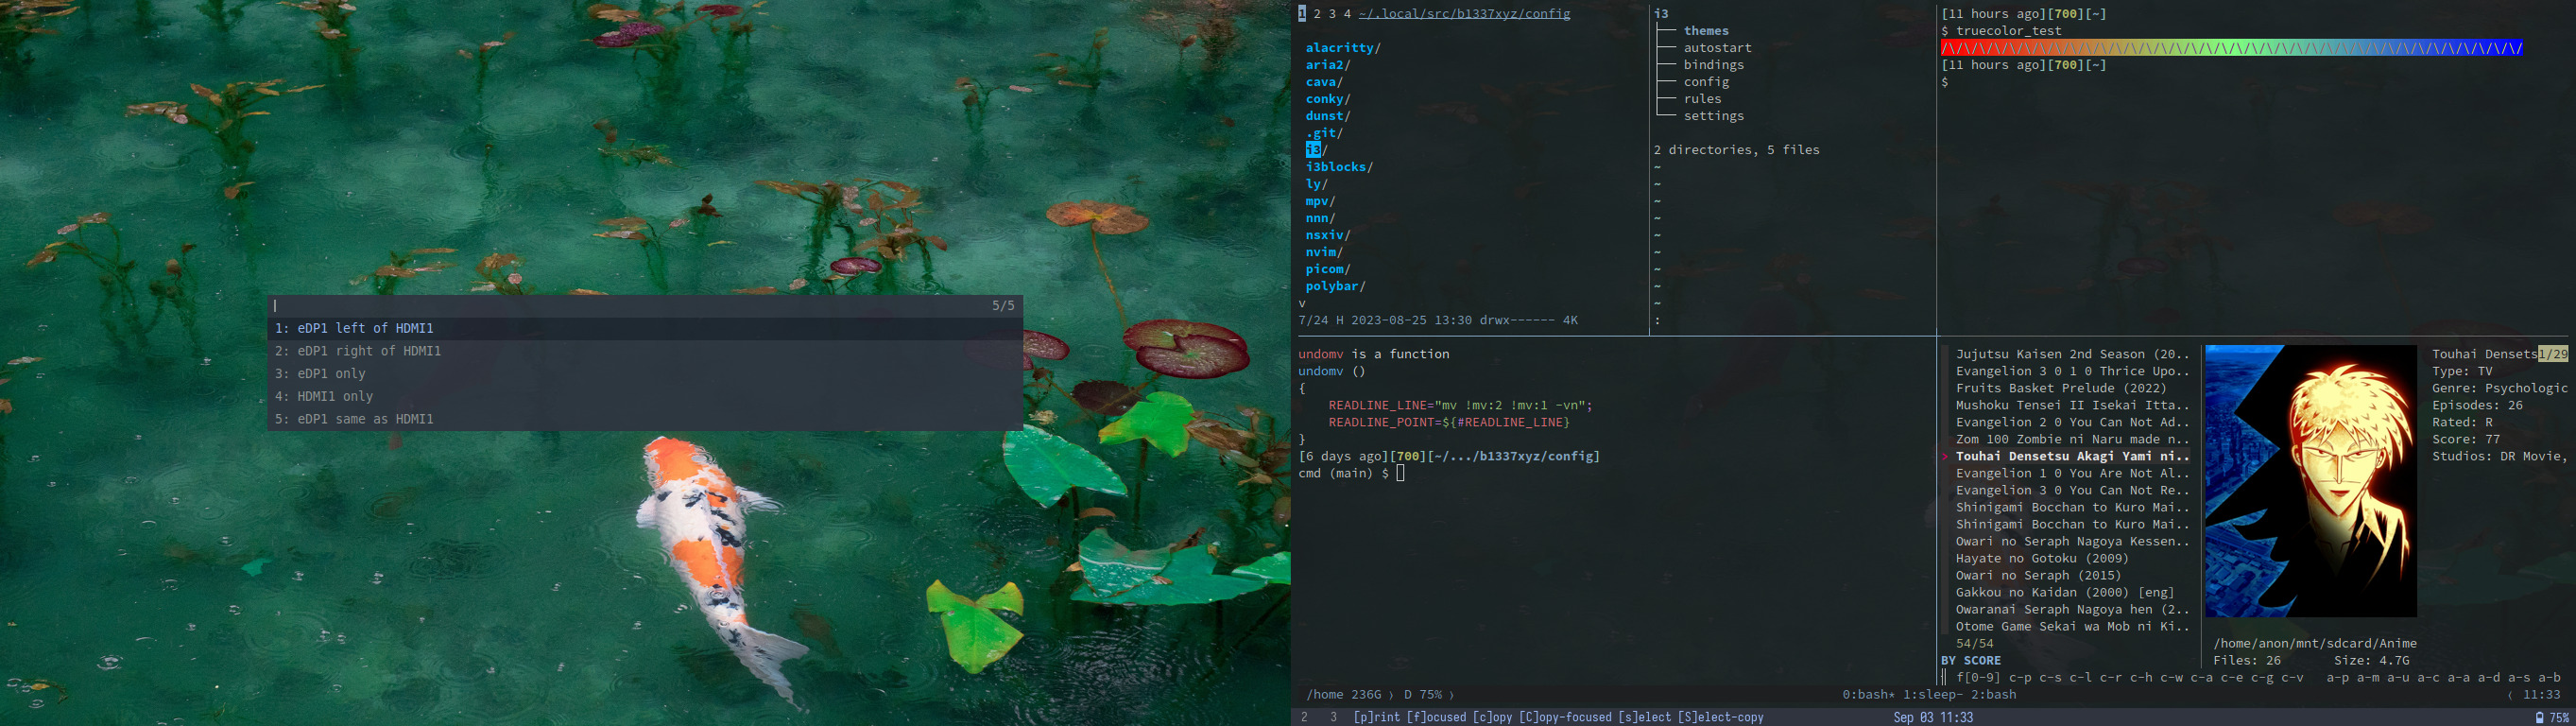 5/5
1: eDP1 left of HDMI1
2: eDP1 right of HDMI1
3: eDP1 only
4: HDMI1 only
5: eDP1 same as HDMI1
1 2 3 4 ~/.local/src/b1337xyz/config
alacritty/
aria2/
cava/
conky/
dunst/
.git/
i3/
i3blocks/
ly/
mpv/
nnn/
nsxiv/
nvim/
picom/
polybar/
v
7/24 H 2023-08-25 13:30 drwx------ 4K
i3
├── themes
├── autostart
├── bindings
├── config
├── rules
└── settings
2 directories, 5 files
~
~
~
~
~
~
~
~
~
:
[11 hours ago][700][~]
$ truecolor_test
/\/\/\/\/\/\/\/\/\/\/\/\/\/\/\/\/\/\/\/\/\/\/\/\/\/\/\/\/\/\/\/\/\/\/\/\/\/\/
[11 hours ago][700][~]
$
undomv is a function
undomv ()
{
    READLINE_LINE="mv !mv:2 !mv:1 -vn";
    READLINE_POINT=${#READLINE_LINE}
}
[6 days ago][700][~/.../b1337xyz/config]
cmd (main) $
Jujutsu Kaisen 2nd Season (20..
Evangelion 3 0 1 0 Thrice Upo..
Fruits Basket Prelude (2022)
Mushoku Tensei II Isekai Itta..
Evangelion 2 0 You Can Not Ad..
Zom 100 Zombie ni Naru made n..
> Touhai Densetsu Akagi Yami ni..
Evangelion 1 0 You Are Not Al..
Evangelion 3 0 You Can Not Re..
Shinigami Bocchan to Kuro Mai..
Shinigami Bocchan to Kuro Mai..
Owari no Seraph Nagoya Kessen..
Hayate no Gotoku (2009)
Owari no Seraph (2015)
Gakkou no Kaidan (2000) [eng]
Owaranai Seraph Nagoya hen (2..
Otome Game Sekai wa Mob ni Ki..
54/54
BY SCORE
f[0-9] c-p c-s c-l c-r c-h c-w c-a c-e c-g c-v   a-p a-m a-u a-c a-a a-d a-s a-b
Touhai Densets1/29
Type: TV
Genre: Psychologic
Episodes: 26
Rated: R
Score: 77
Studios: DR Movie,
/home/anon/mnt/sdcard/Anime
Files: 26 Size: 4.7G
/home 236G ⟩ D 75% ⟩ 0:bash* 1:sleep- 2:bash ⟨ 11:33
2 3 [p]rint [f]ocused [c]opy [C]opy-focused [s]elect [S]elect-copy Sep 03 11:33 75%